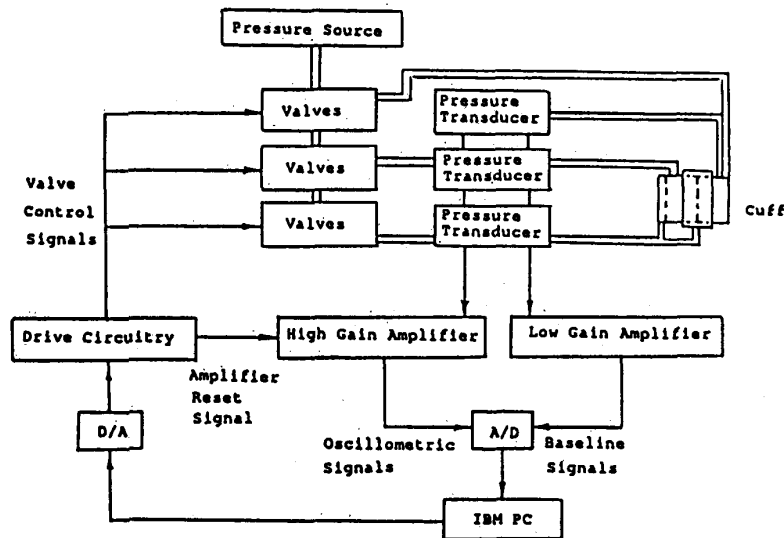 Pressure Source
Valves
Pressure
Transducer
Valves
Pressure
Transducer
Valve
Control
Signals
Valves
Pressure
Transducer
Cuff
Drive Circuitry
High Gain Amplifier
Low Gain Amplifier
Amplifier
Reset
Signal
D/A
A/D
Oscillometric
Signals
Baseline
Signals
IBM PC